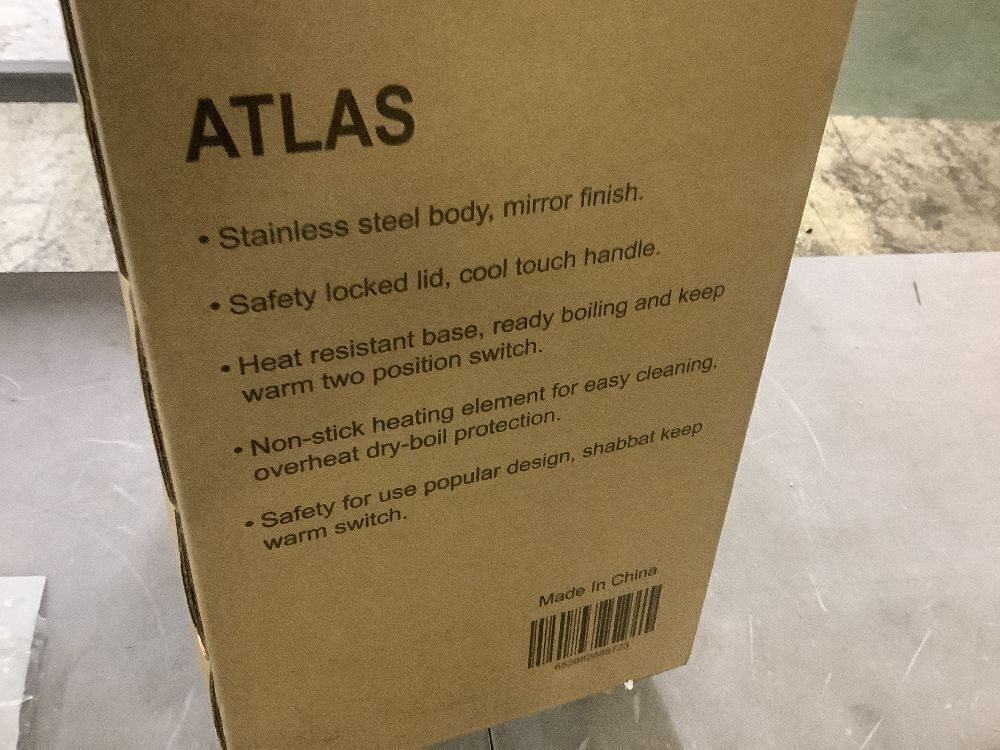 ATLAS
• Stainless steel body, mirror finish.
• Safety locked lid, cool touch handle.
• Heat resistant base, ready boiling and keep
warm two position switch.
• Non-stick heating element for easy cleaning,
overheat dry-boil protection.
• Safety for use popular design, shabbat keep
warm switch.
Made In China